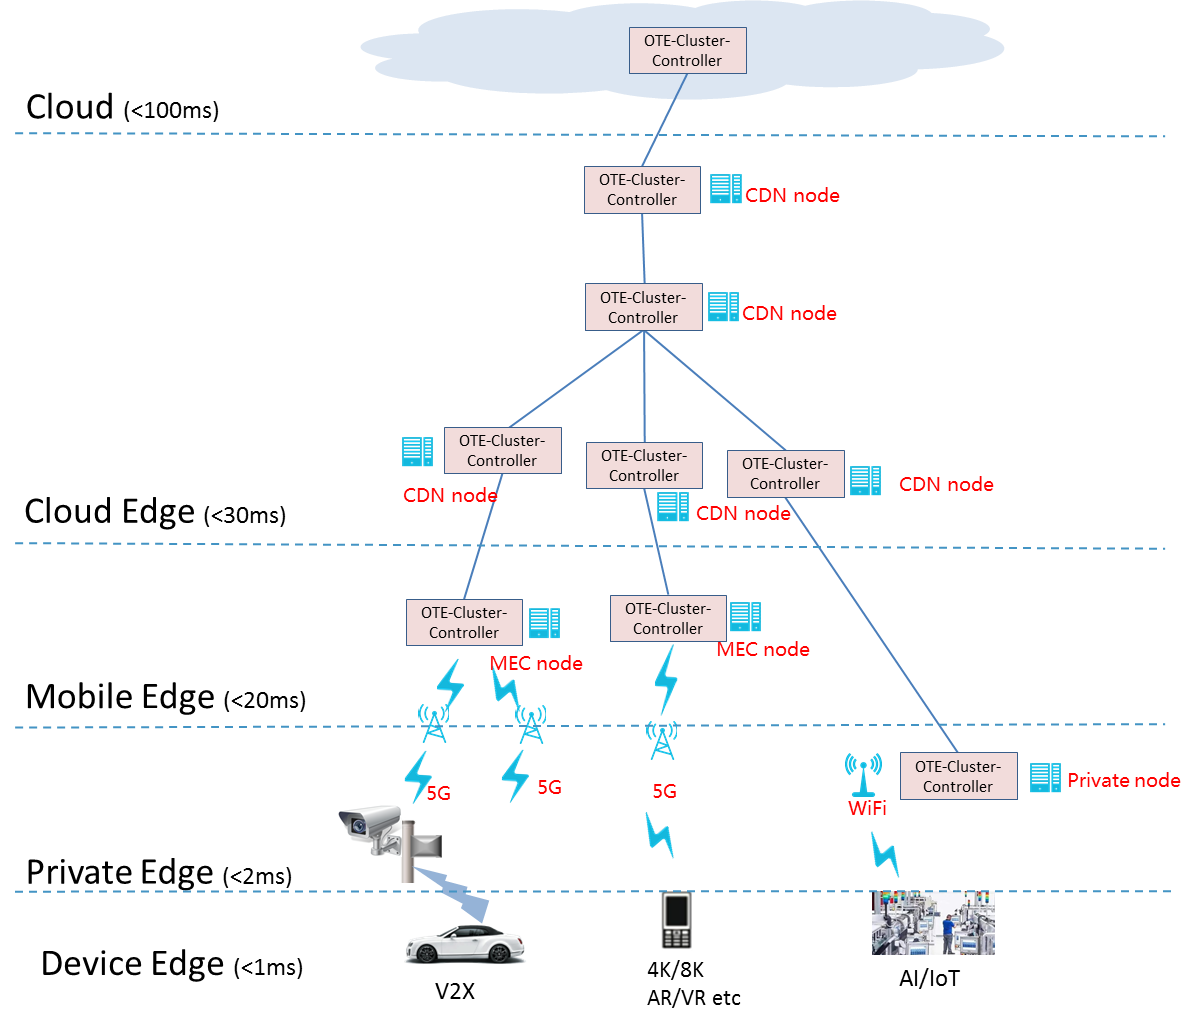 OTE-Cluster-
Controller
Cloud (<100ms)
OTE-Cluster-
Controller
CDN node
OTE-Cluster-
Controller
CDN node
OTE-Cluster-
Controller
CDN node
OTE-Cluster-
Controller
CDN node
OTE-Cluster-
Controller
CDN node
Cloud Edge (<30ms)
OTE-Cluster-
Controller
MEC node
OTE-Cluster-
Controller
MEC node
Mobile Edge (<20ms)
5G
5G
5G
WiFi
OTE-Cluster-
Controller
Private node
Private Edge (<2ms)
Device Edge (<1ms)
V2X
4K/8K
AR/VR etc
AI/IoT